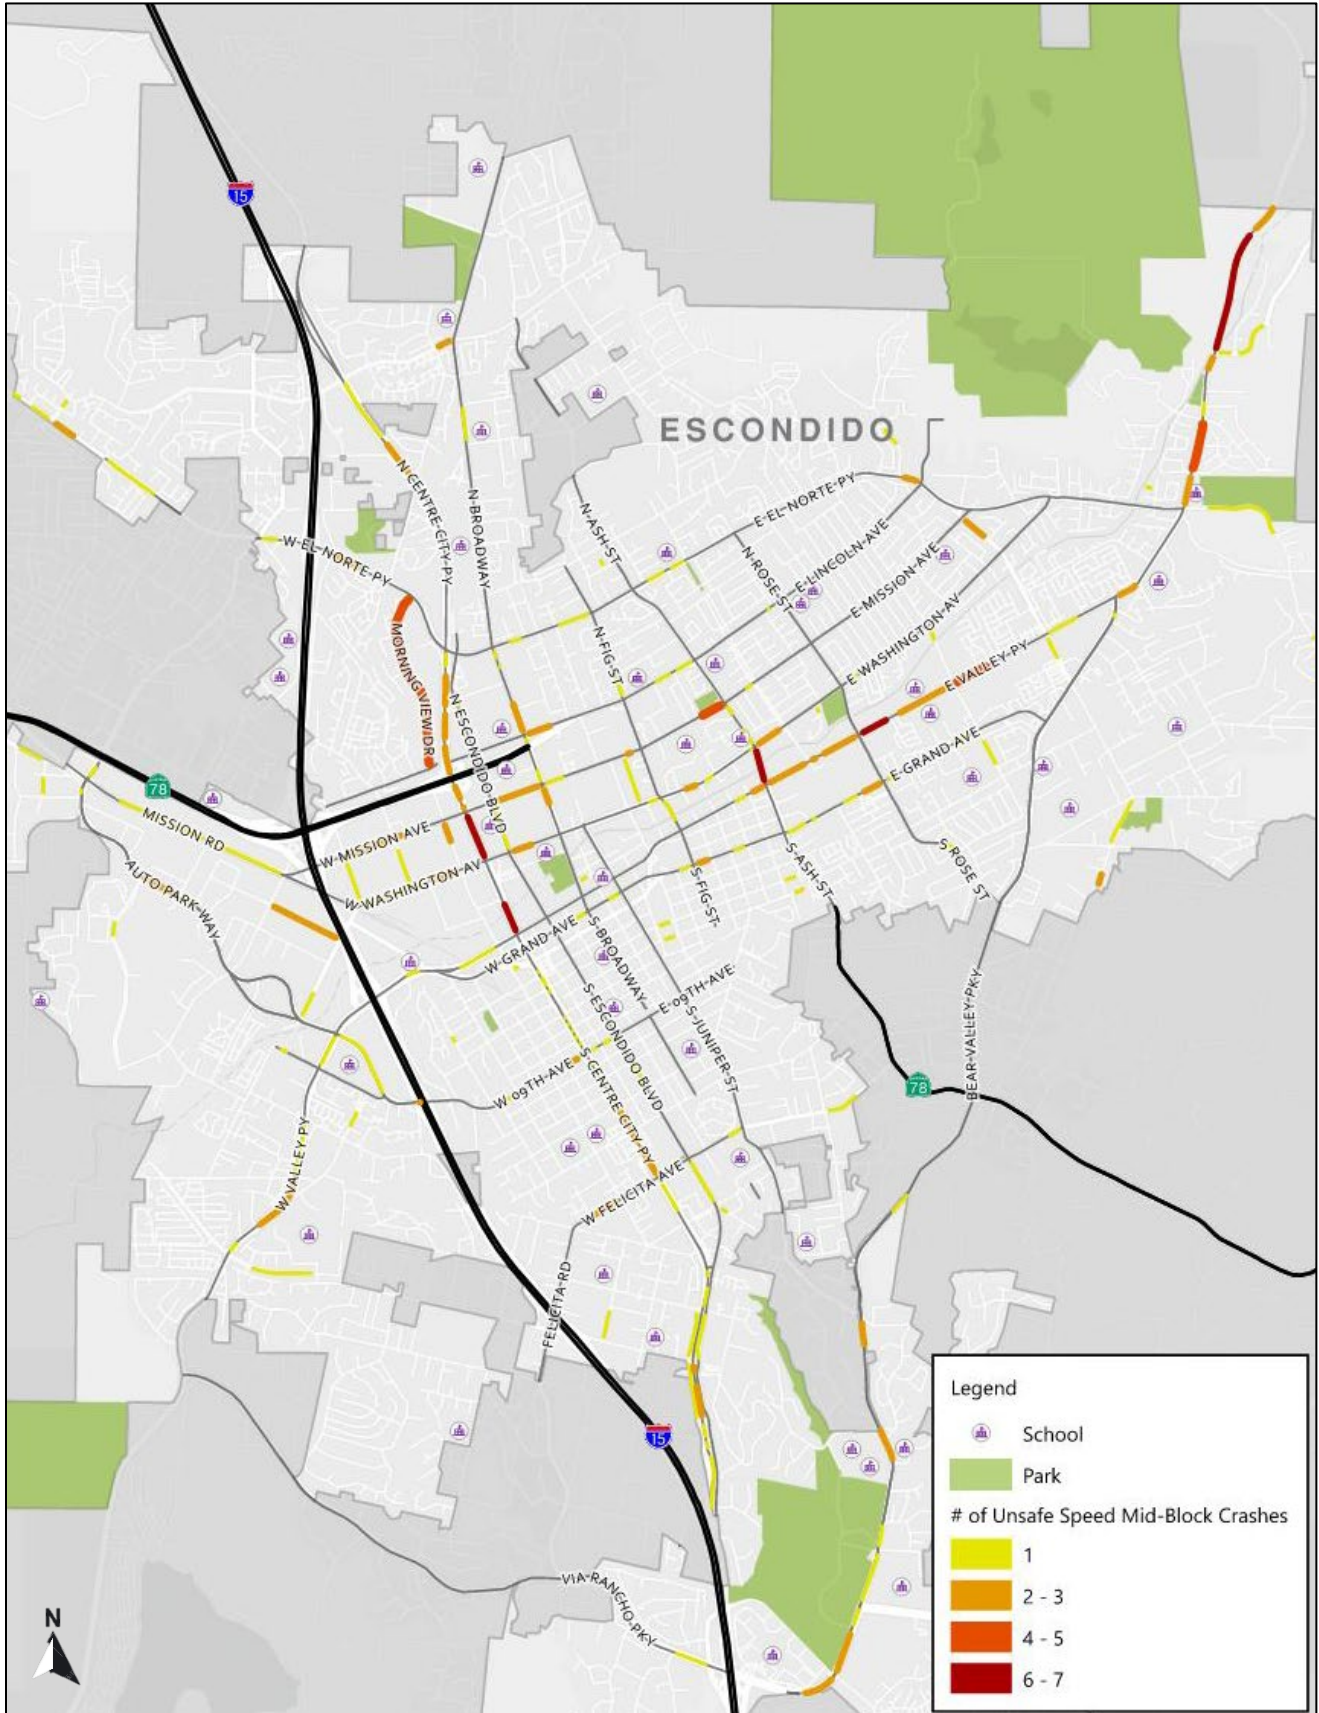 15
ESCONDIDO
N-CENTRE-CITY-PY
N-BROADWAY
N-ASH-ST
E-EL-NORTE-PY
W-EL-NORTE-PY
N-ROSE-ST
E-LINCOLN-AVE
E-MISSION-AVE
MORNING VIEW DR
N-FIG-ST
E WASHINGTON-AV
E-VALLEY-PY
N-ESCONDIDO-BLVD
E-GRAND-AVE
78
MISSION RD
W-MISSION-AVE
AUTO PARK-WAY
W-WASHINGTON-AV
S-ASH-ST
S ROSE ST
S-FIG-ST
W-GRAND-AVE
S-BROADWAY
E-09TH-AVE
S-ESCONDIDO BLVD
S-JUNIPER-ST
BEAR-VALLEY-PKY
W-09TH-AVE
S-CENTRE-CITY-PY
78
W-VALLEY-PY
W-FELICITA-AVE
FELICITA-RD
15
VIA-RANCHO-PKY
N
Legend
School
Park
# of Unsafe Speed Mid-Block Crashes
1
2 - 3
4 - 5
6 - 7